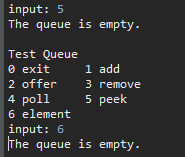 input: 5
The queue is empty.

Test Queue
0 exit     1 add
2 offer    3 remove
4 poll     5 peek
6 element
input: 6
The queue is empty.